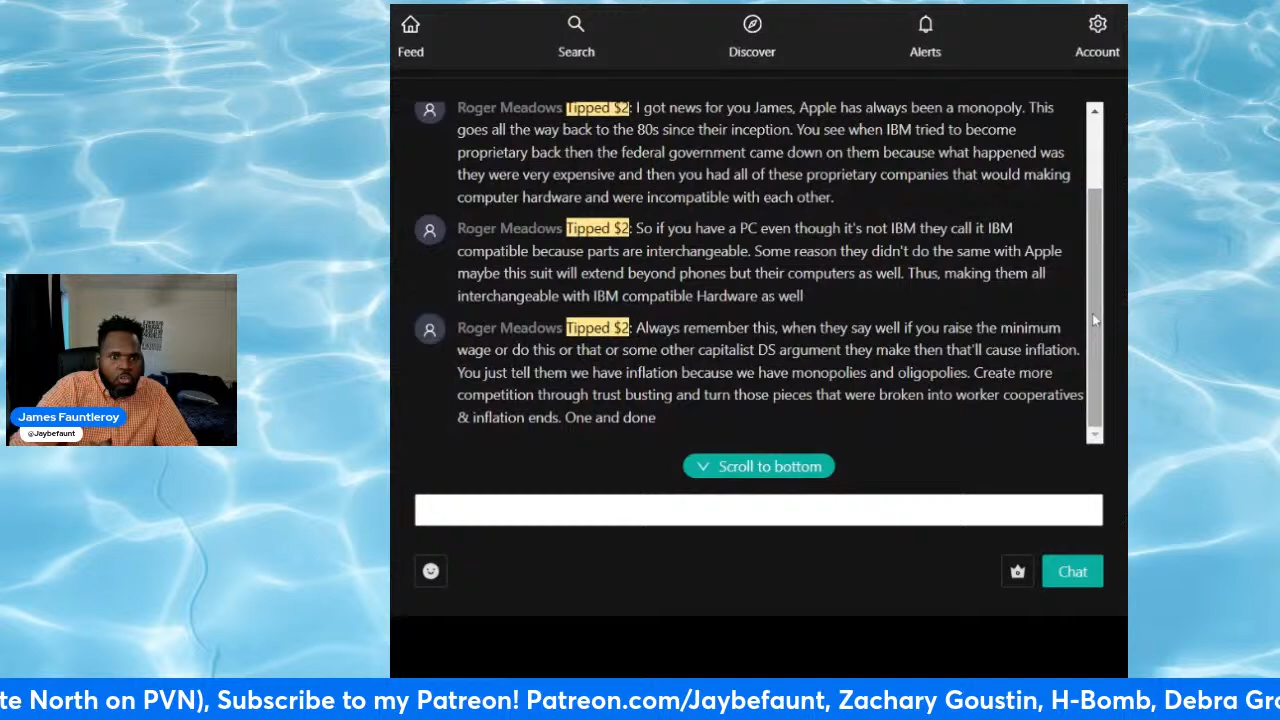 Feed
Search
Discover
Alerts
Account
Roger Meadows Tipped $2: I got news for you James, Apple has always been a monopoly. This
goes all the way back to the 80s since their inception. You see when IBM tried to become
proprietary back then the federal government came down on them because what happened was
they were very expensive and then you had all of these proprietary companies that would making
computer hardware and were incompatible with each other.
Roger Meadows Tipped $2: So if you have a PC even though it's not IBM they call it IBM
compatible because parts are interchangeable. Some reason they didn't do the same with Apple
maybe this suit will extend beyond phones but their computers as well. Thus, making them all
interchangeable with IBM compatible Hardware as well
Roger Meadows Tipped $2: Always remember this, when they say well if you raise the minimum
wage or do this or that or some other capitalist DS argument they make then that'll cause inflation.
You just tell them we have inflation because we have monopolies and oligopolies. Create more
competition through trust busting and turn those pieces that were broken into worker cooperatives
& inflation ends. One and done
Scroll to bottom
Chat
James Fauntleroy
@Jaybefaunt
te North on PVN), Subscribe to my Patreon! Patreon.com/Jaybefaunt, Zachary Goustin, H-Bomb, Debra Gr